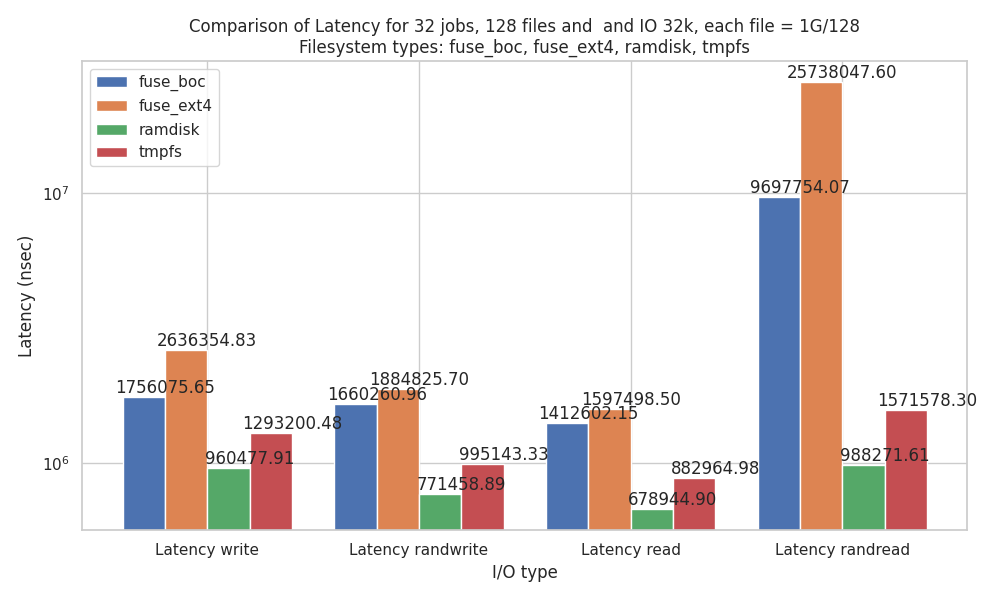 Comparison of Latency for 32 jobs, 128 files and  and IO 32k, each file = 1G/128
Filesystem types: fuse_boc, fuse_ext4, ramdisk, tmpfs
fuse_boc
fuse_ext4
ramdisk
tmpfs
Latency (nsec)
10^7
10^6
1756075.65
2636354.83
960477.91
1293200.48
1660260.96
1884825.70
771458.89
995143.33
1412602.15
1597498.50
678944.90
882964.98
9697754.07
25738047.60
988271.61
1571578.30
Latency write
Latency randwrite
Latency read
Latency randread
I/O type